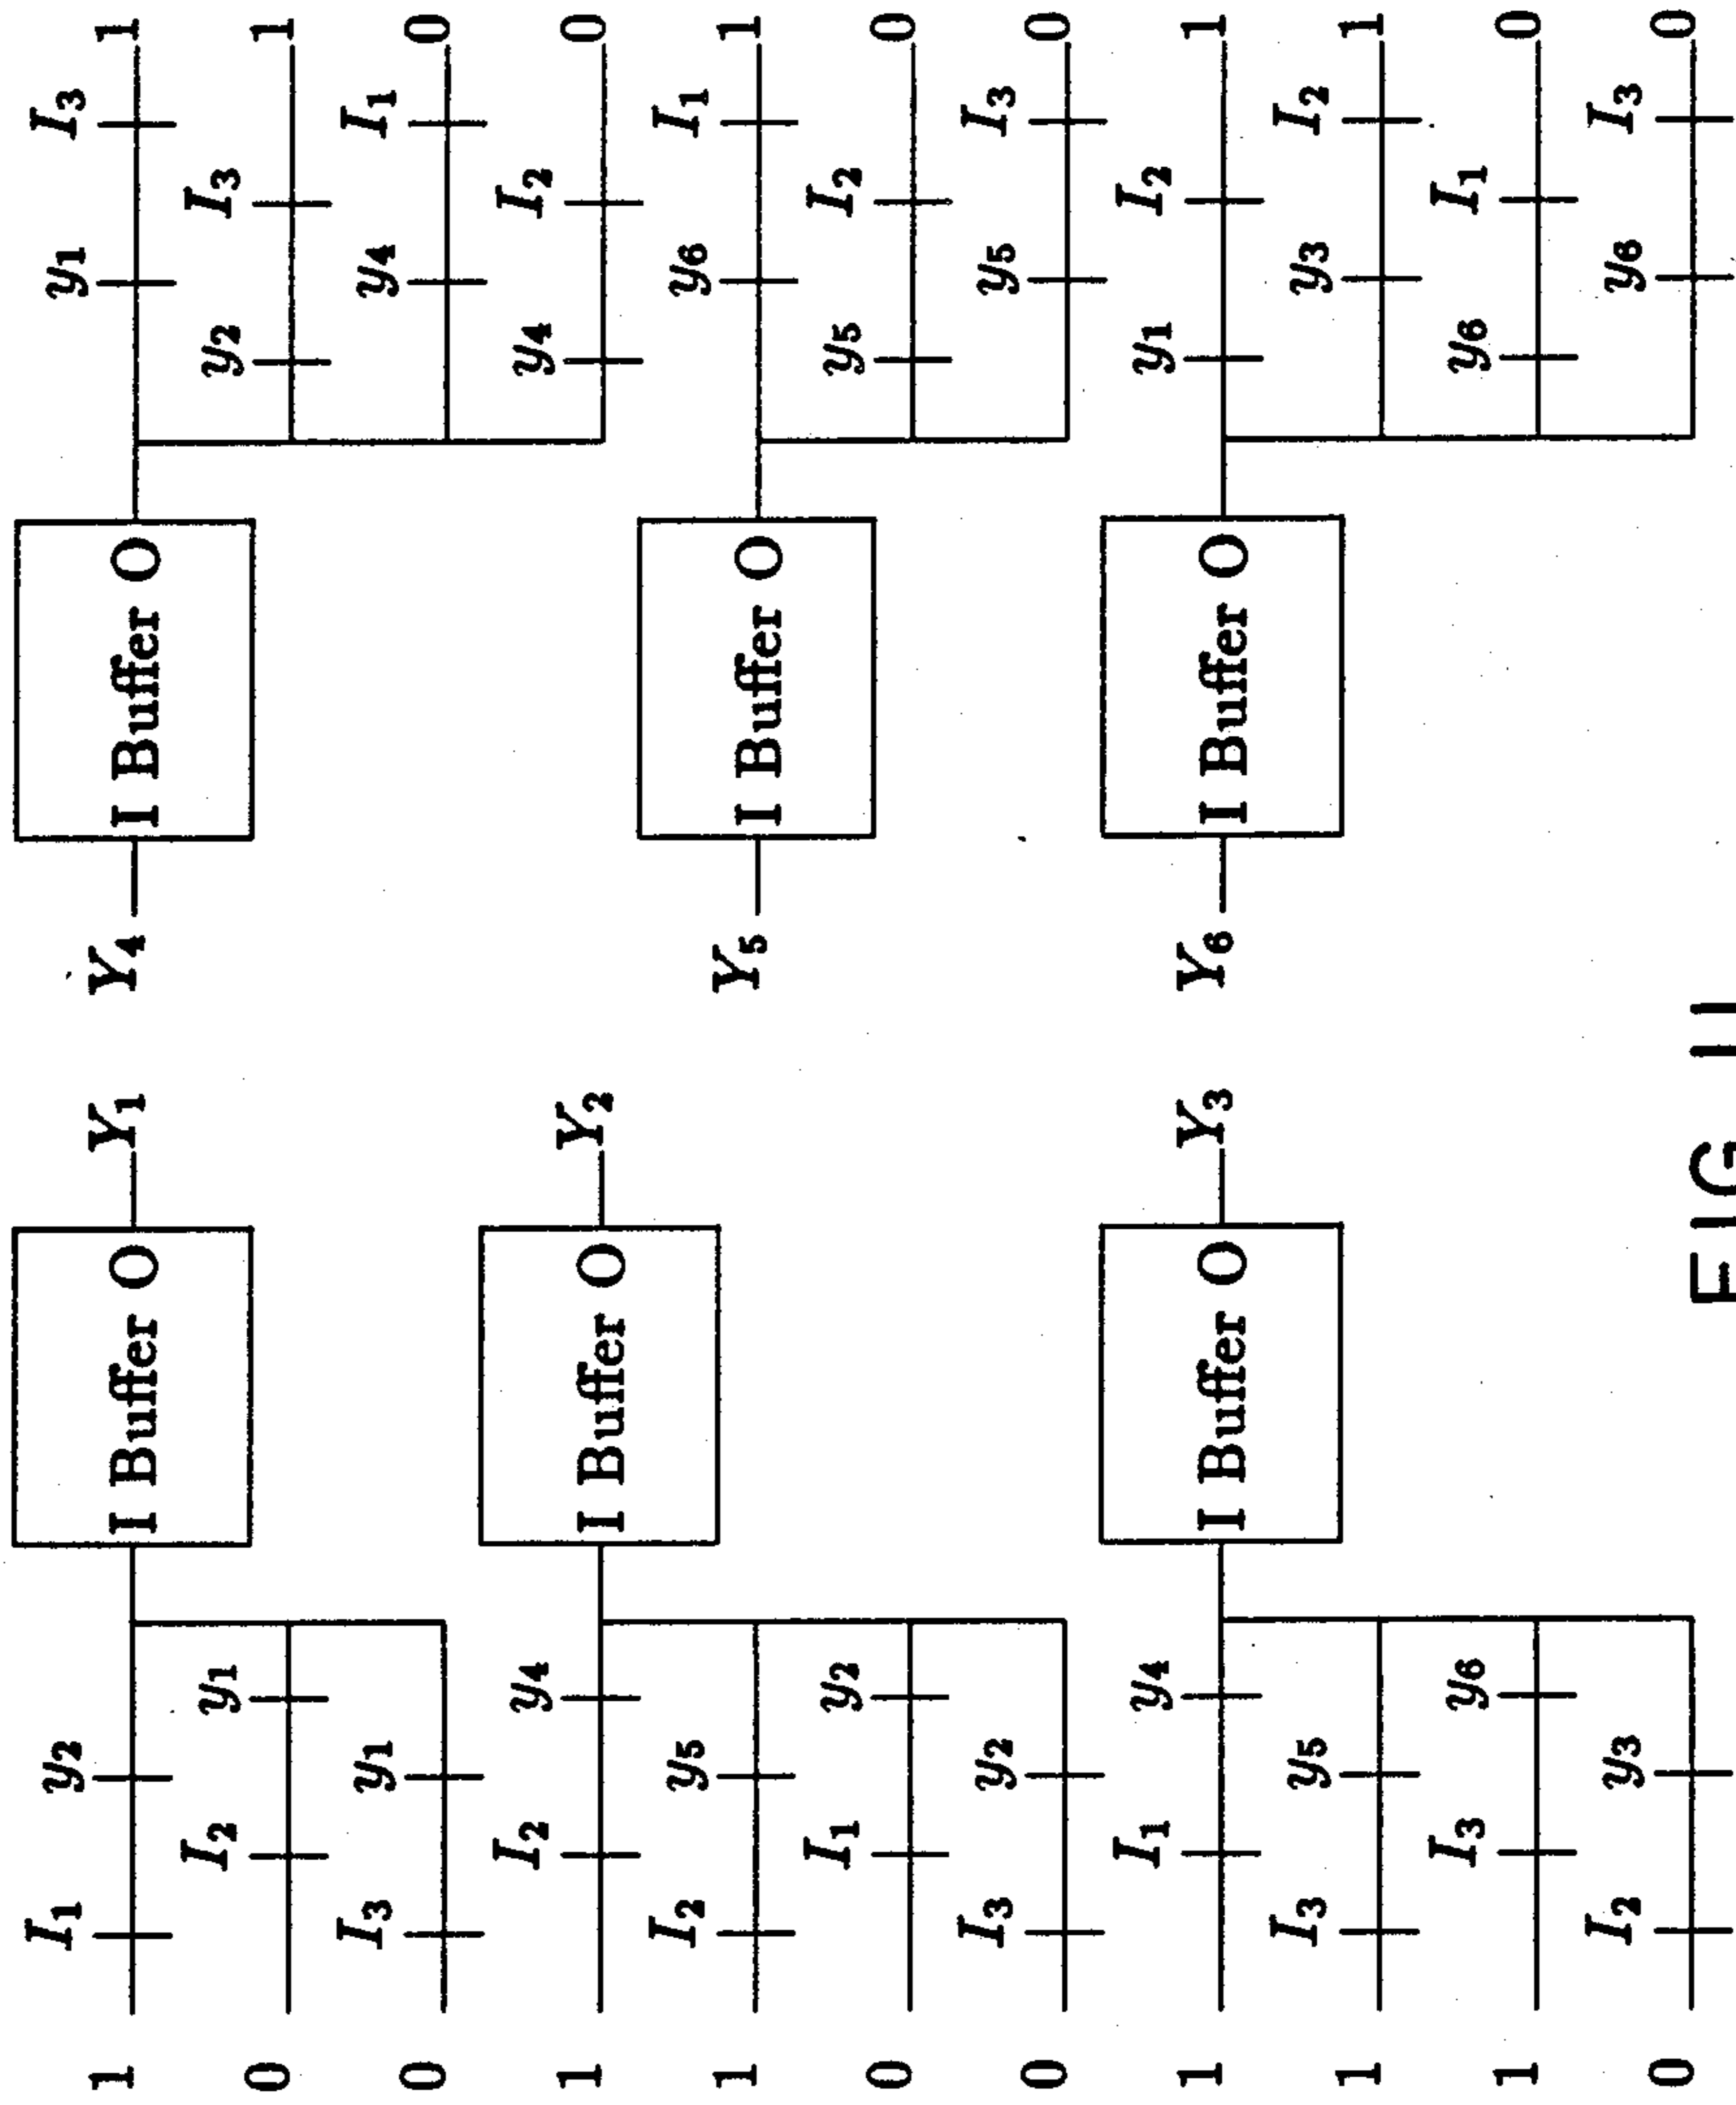 1 I₁ y₂ I Buffer O Y₁ Y₄ I Buffer O y₁ I₃ 1
0 I₂ y₁ y₂ I₃ 1
0 I₃ y₁ y₄ I₁ 0
1 I₂ y₄ I Buffer O Y₂ y₄ I₂ 0
1 I₂ y₅ Y₅ I Buffer O y₆ I₁ 1
0 I₁ y₂ y₅ I₂ 0
0 I₃ y₂ y₅ I₃ 0
1 I₁ y₄ I Buffer O Y₃ Y₆ I Buffer O y₁ I₂ 1
1 I₃ y₅ y₃ I₂ 1
1 I₃ y₆ y₆ I₁ 0
0 I₂ y₃ y₆ I₃ 0
FIG 11